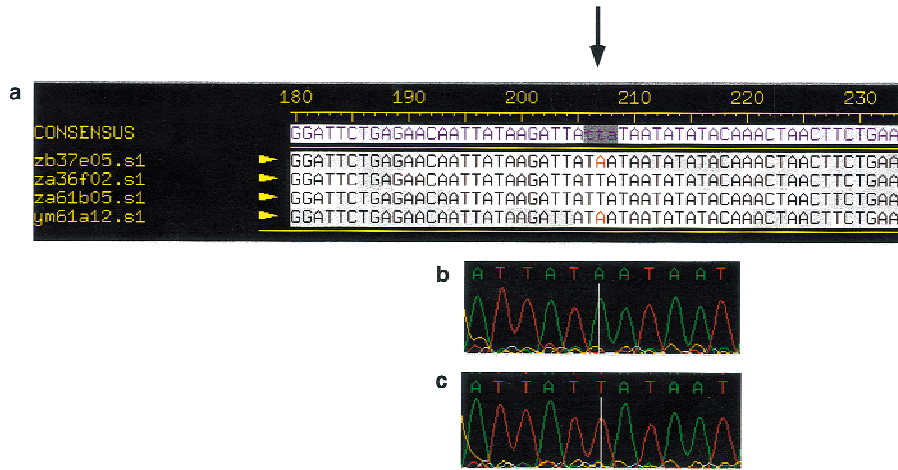 a
180 190 200 210 220 230
CONSENSUS GGATTCTGAGAACAATTATAAGATTAttaTAATATATACAAACTAACTTCTGAA
zb37e05.s1 GGATTCTGAGAACAATTATAAGATTATAATAATATATACAAACTAACTTCTGAA
za36f02.s1 GGATTCTGAGAACAATTATAAGATTATTATAATATATACAAACTAACTTCTGAA
za61b05.s1 GGATTCTGAGAACAATTATAAGATTATTATAATATATACAAACTAACTTCTGAA
ym61a12.s1 GGATTCTGAGAACAATTATAAGATTATAATAATATATACAAACTAACTTCTGAA
b
A T T A T A A T A A T
c
A T T A T T A T A A T